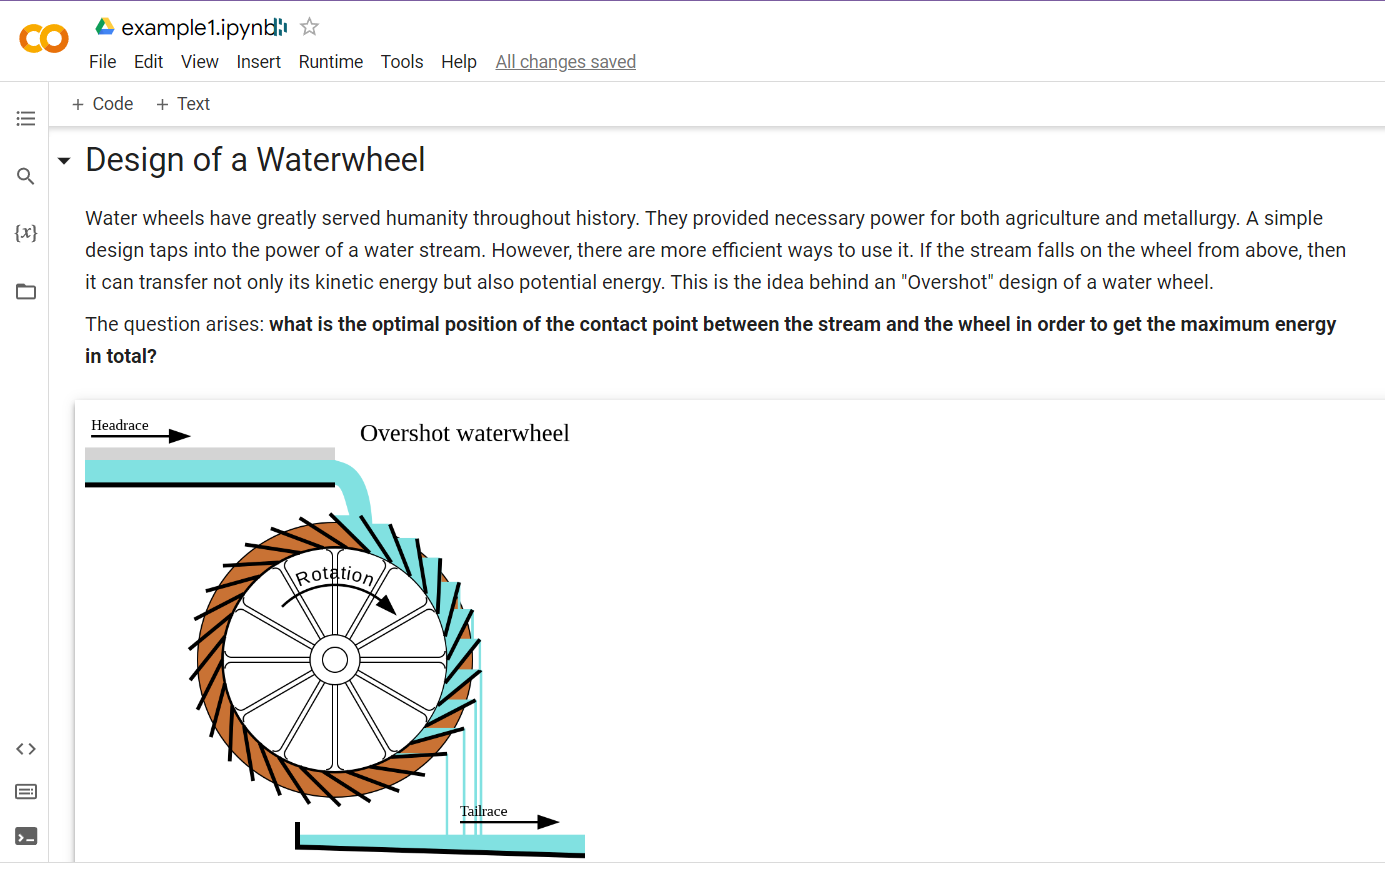 example1.ipynb
File Edit View Insert Runtime Tools Help All changes saved
+ Code + Text
Design of a Waterwheel
Water wheels have greatly served humanity throughout history. They provided necessary power for both agriculture and metallurgy. A simple
design taps into the power of a water stream. However, there are more efficient ways to use it. If the stream falls on the wheel from above, then
it can transfer not only its kinetic energy but also potential energy. This is the idea behind an "Overshot" design of a water wheel.
The question arises: what is the optimal position of the contact point between the stream and the wheel in order to get the maximum energy
in total?
{x}
Headrace
Overshot waterwheel
Rotation
Tailrace